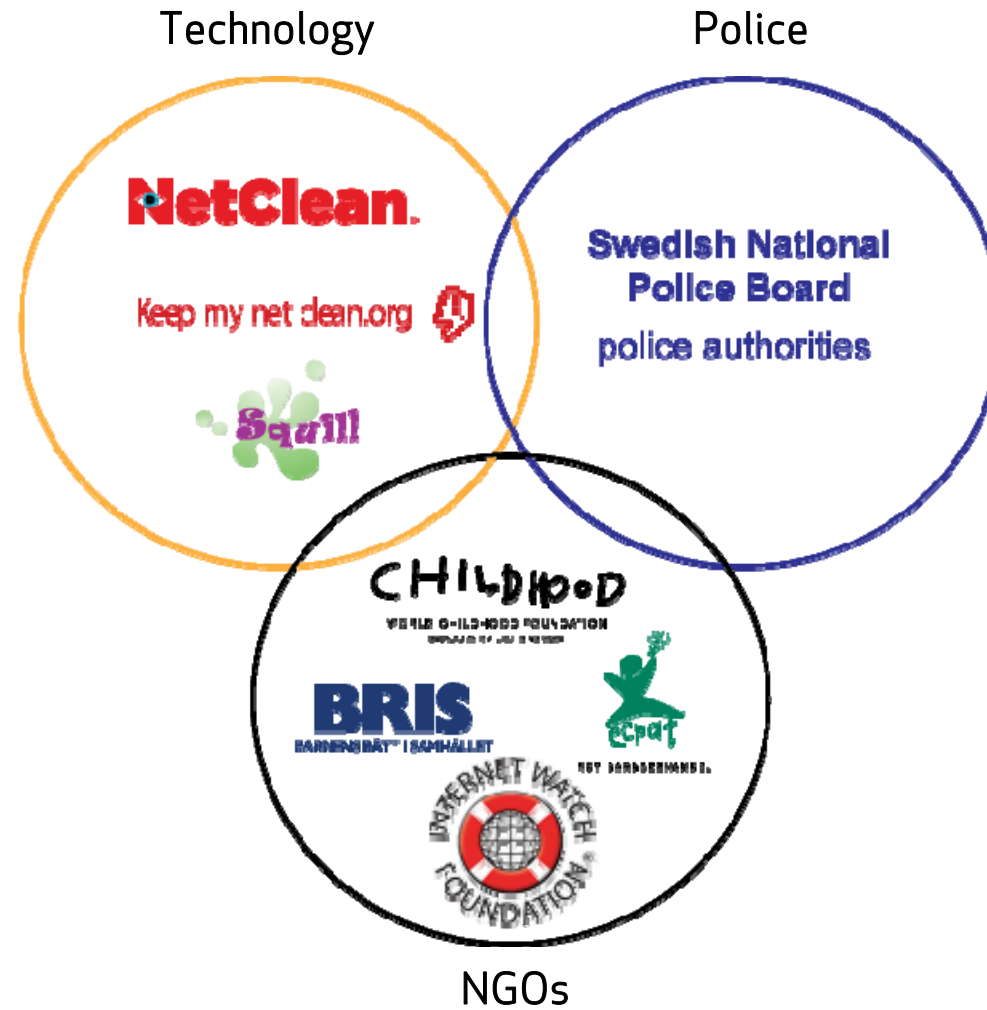 Technology
Police
NetClean
Keep my net clean.org
Squill
Swedish National
Police Board
police authorities
CHILDHOOD
WORLD CHILDHOOD FOUNDATION
BRIS
BARNENS RÄTT I SAMHÄLLET
ecpat
INTERNET WATCH
FOUNDATION
NGOs